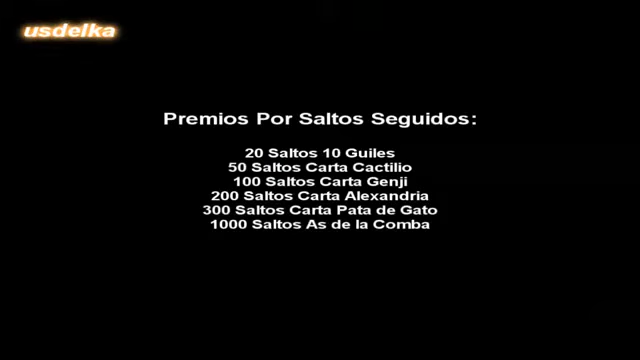 usdelka
Premios Por Saltos Seguidos:
20 Saltos 10 Guiles
50 Saltos Carta Cactilio
100 Saltos Carta Genji
200 Saltos Carta Alexandria
300 Saltos Carta Pata de Gato
1000 Saltos As de la Comba